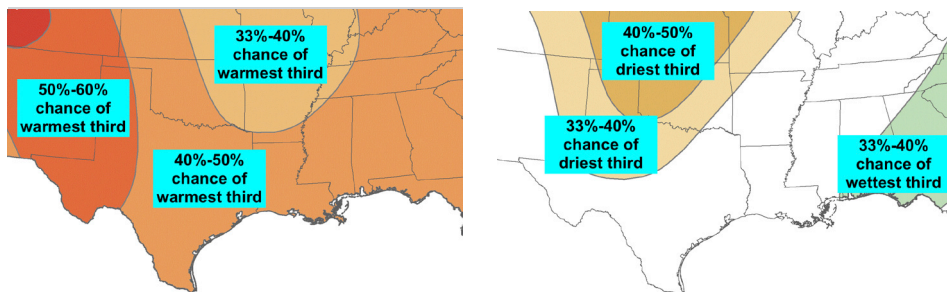 33%-40%
chance of
warmest third
50%-60%
chance of
warmest third
40%-50%
chance of
warmest third
40%-50%
chance of
driest third
33%-40%
chance of
driest third
33%-40%
chance of
wettest third